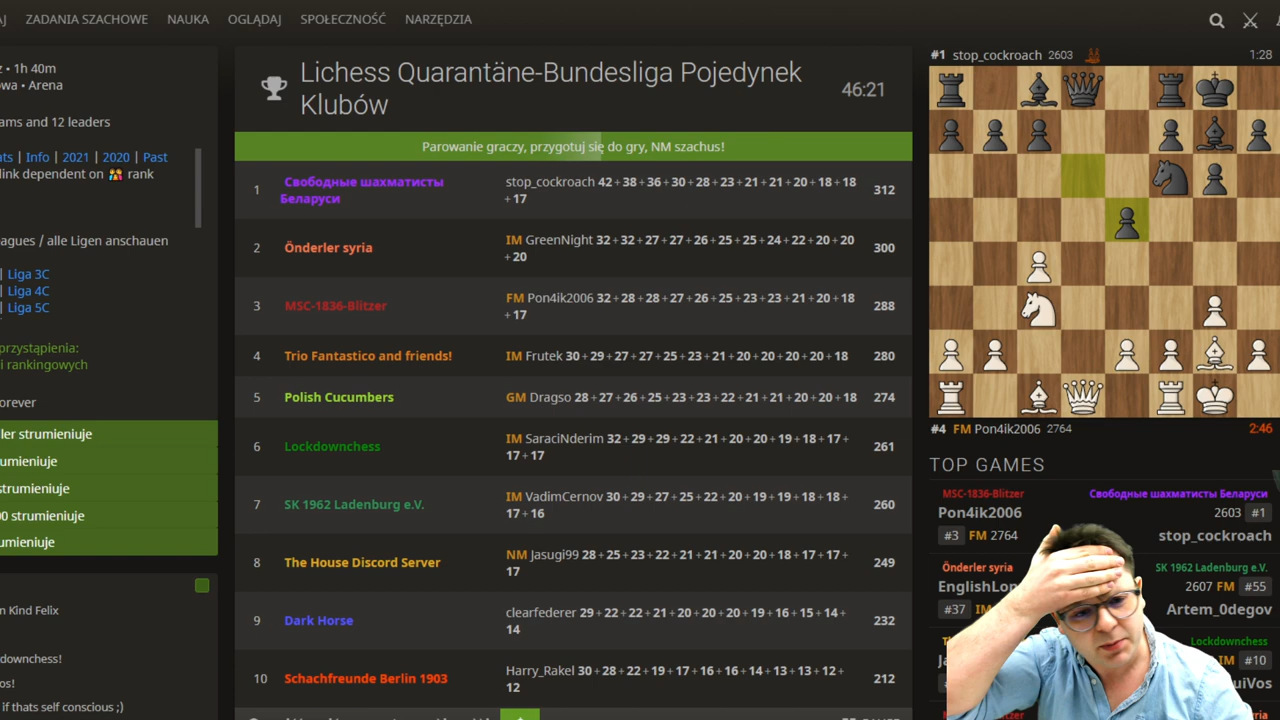 ZADANIA SZACHOWE NAUKA OGLĄDAJ SPOŁECZNOŚĆ NARZĘDZIA
• 1h 40m
• Arena
ams and 12 leaders
| Info | 2021 | 2020 | Past
link dependent on rank
agues / alle Ligen anschauen
| Liga 3C
| Liga 4C
| Liga 5C
przystąpienia:
i rankingowych
orever
ler strumieniuje
umieniuje
strumieniuje
00 strumieniuje
umieniuje
n Kind Felix
downchess!
os!
if thats self conscious ;)
Lichess Quarantäne-Bundesliga Pojedynek
Klubów
46:21
Parowanie graczy, przygotuj się do gry, NM szachus!
1 Свободные шахматисты Беларуси stop_cockroach 42 + 38 + 36 + 30 + 28 + 23 + 21 + 21 + 20 + 18 + 18
+ 17 312
2 Önderler syria IM GreenNight 32 + 32 + 27 + 27 + 26 + 25 + 25 + 24 + 22 + 20 + 20
+ 20 300
3 MSC-1836-Blitzer FM Pon4ik2006 32 + 28 + 28 + 27 + 26 + 25 + 23 + 23 + 21 + 20 + 18
+ 17 288
4 Trio Fantastico and friends! IM Frutek 30 + 29 + 27 + 27 + 25 + 23 + 21 + 20 + 20 + 20 + 20 + 18 280
5 Polish Cucumbers GM Dragso 28 + 27 + 26 + 25 + 23 + 23 + 22 + 21 + 21 + 20 + 20 + 18 274
6 Lockdownchess IM SaraciNderim 32 + 29 + 29 + 22 + 21 + 20 + 20 + 19 + 18 + 17 +
17 + 17 261
7 SK 1962 Ladenburg e.V. IM VadimCernov 30 + 29 + 27 + 25 + 22 + 20 + 19 + 19 + 18 + 18 +
17 + 16 260
8 The House Discord Server NM Jasugi99 28 + 25 + 23 + 22 + 21 + 21 + 20 + 20 + 18 + 17 + 17 +
17 249
9 Dark Horse clearfederer 29 + 22 + 22 + 21 + 20 + 20 + 20 + 19 + 16 + 15 + 14 +
14 232
10 Schachfreunde Berlin 1903 Harry_Rakel 30 + 28 + 22 + 19 + 17 + 16 + 16 + 14 + 13 + 13 + 12 +
12 212
#1 stop_cockroach 2603 1:28
#4 FM Pon4ik2006 2764 2:46
TOP GAMES
MSC-1836-Blitzer Свободные шахматисты Беларуси
Pon4ik2006 2603 #1
#3 FM 2764 stop_cockroach
Önderler syria SK 1962 Ladenburg e.V.
EnglishLon 2607 FM #55
#37 IM Artem_0degov
Lockdownchess
IM #10
uiVos